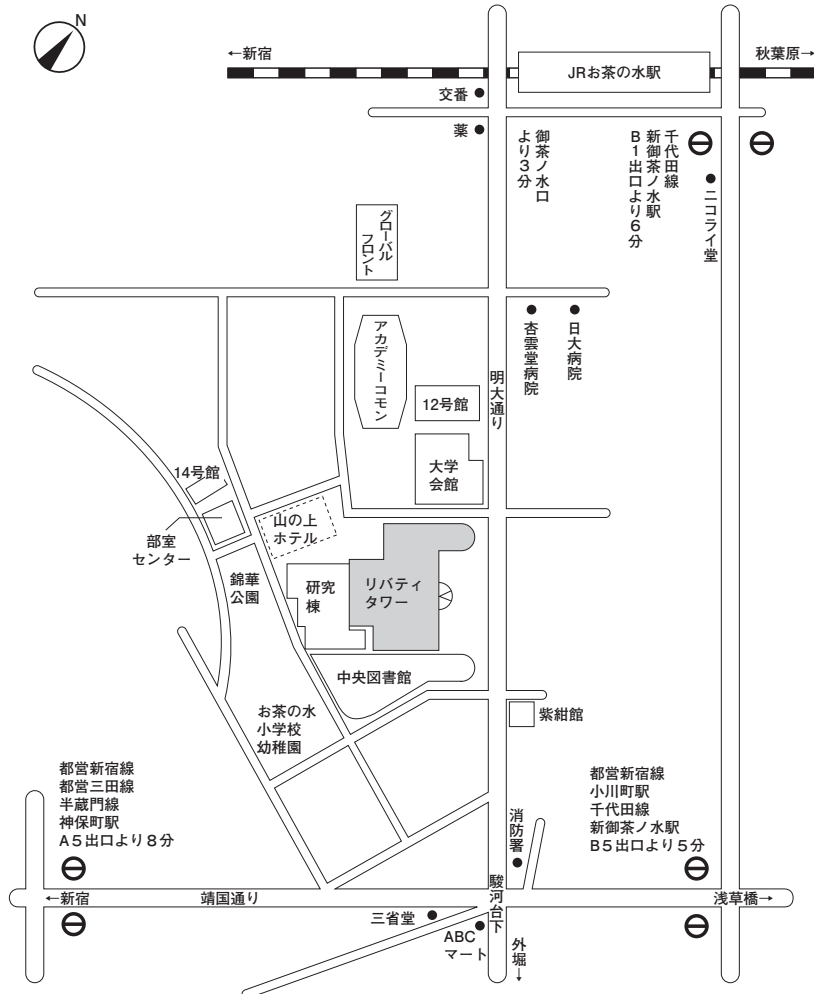 N
←新宿
JRお茶の水駅
秋葉原→
交番
薬
御茶ノ水口
より3分
千代田線
新御茶ノ水駅
B1出口より6分
ニコライ堂
グローバル
フロント
アカデミーコモン
杏雲堂病院
日大病院
明大通り
12号館
大学
会館
14号館
部室
センター
山の上
ホテル
錦華
公園
研究
棟
リバティ
タワー
中央図書館
お茶の水
小学校
幼稚園
紫紺館
都営新宿線
都営三田線
半蔵門線
神保町駅
A5出口より8分
都営新宿線
小川町駅
千代田線
新御茶ノ水駅
B5出口より5分
消防署
←新宿
靖国通り
駿河台下
浅草橋→
三省堂
ABC
マート
外堀→